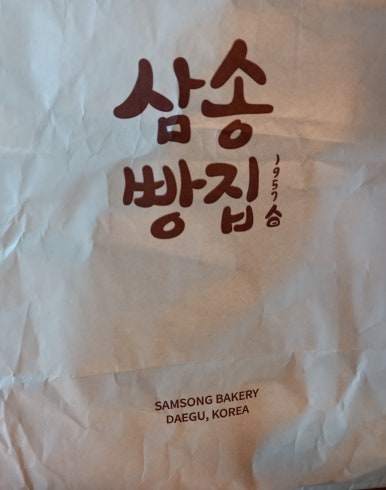 삼송
빵집
1957
송
SAMSONG BAKERY
DAEGU, KOREA